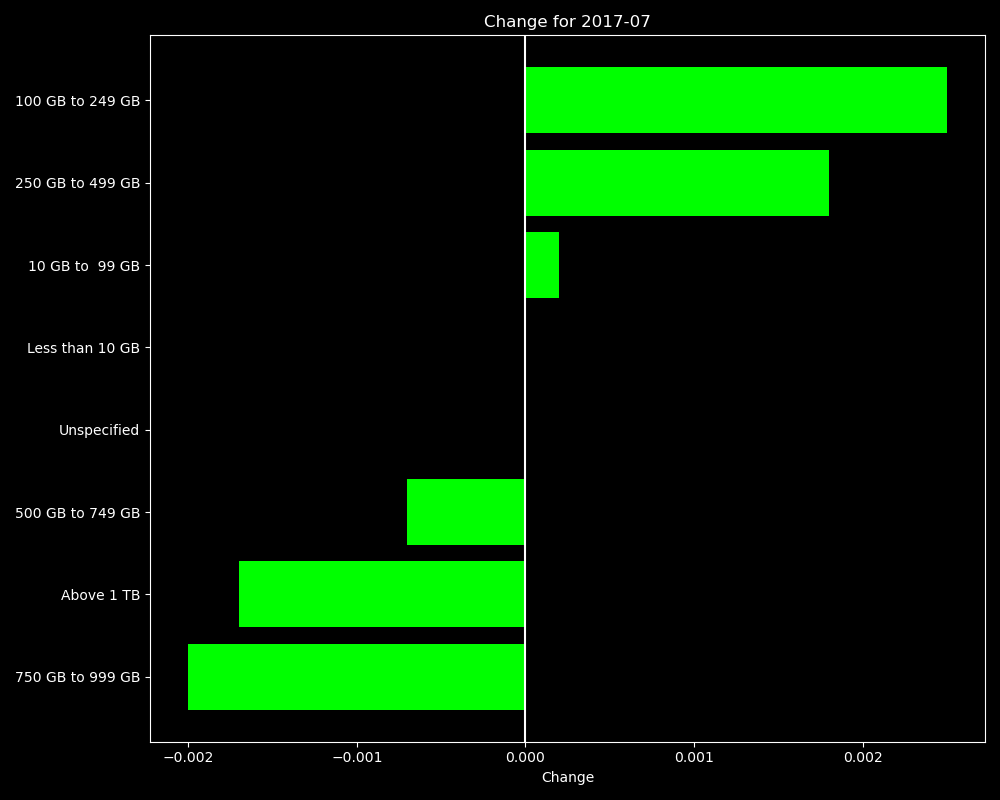 Change for 2017-07
100 GB to 249 GB
250 GB to 499 GB
10 GB to  99 GB
Less than 10 GB
Unspecified
500 GB to 749 GB
Above 1 TB
750 GB to 999 GB
−0.002 −0.001 0.000 0.001 0.002
Change